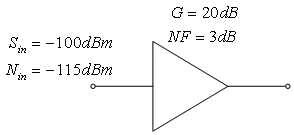 G = 20dB
NF = 3dB
S_in = −100dBm
N_in = −115dBm